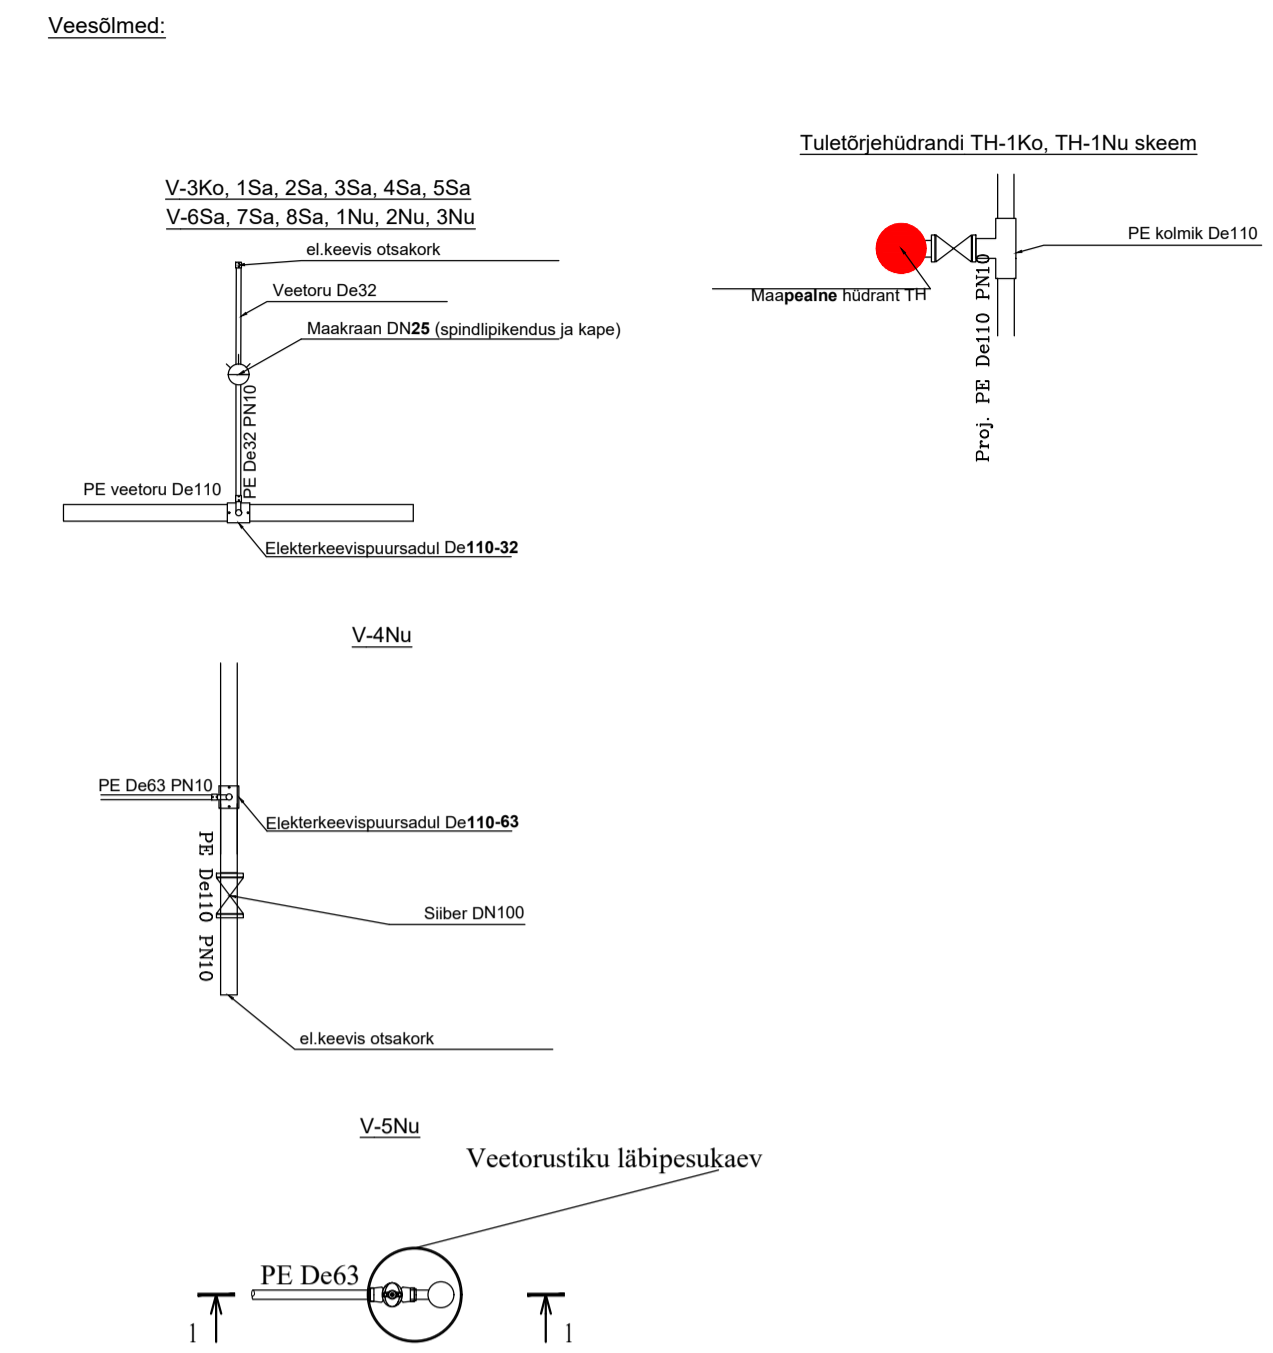 Veesõlmed:
Tuletõrjehüdrandi TH-1Ko, TH-1Nu skeem
PE kolmik De110
Maapealne hüdrant TH
Proj. PE De110 PN10
V-3Ko, 1Sa, 2Sa, 3Sa, 4Sa, 5Sa
V-6Sa, 7Sa, 8Sa, 1Nu, 2Nu, 3Nu
el.keevis otsakork
Veetoru De32
Maakraan DN25 (spindlipikendus ja kape)
PE De32 PN10
PE veetoru De110
Elekterkeevispuursadul De110-32
V-4Nu
PE De63 PN10
Elekterkeevispuursadul De110-63
PE De110 PN10
Siiber DN100
el.keevis otsakork
V-5Nu
Veetorustiku läbipesukaev
PE De63
1
1